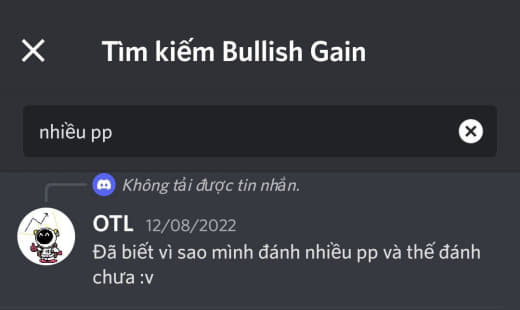 Tìm kiếm Bullish Gain
nhiều pp
Không tải được tin nhắn.
OTL 12/08/2022
Đã biết vì sao mình đánh nhiều pp và thế đánh
chưa :v